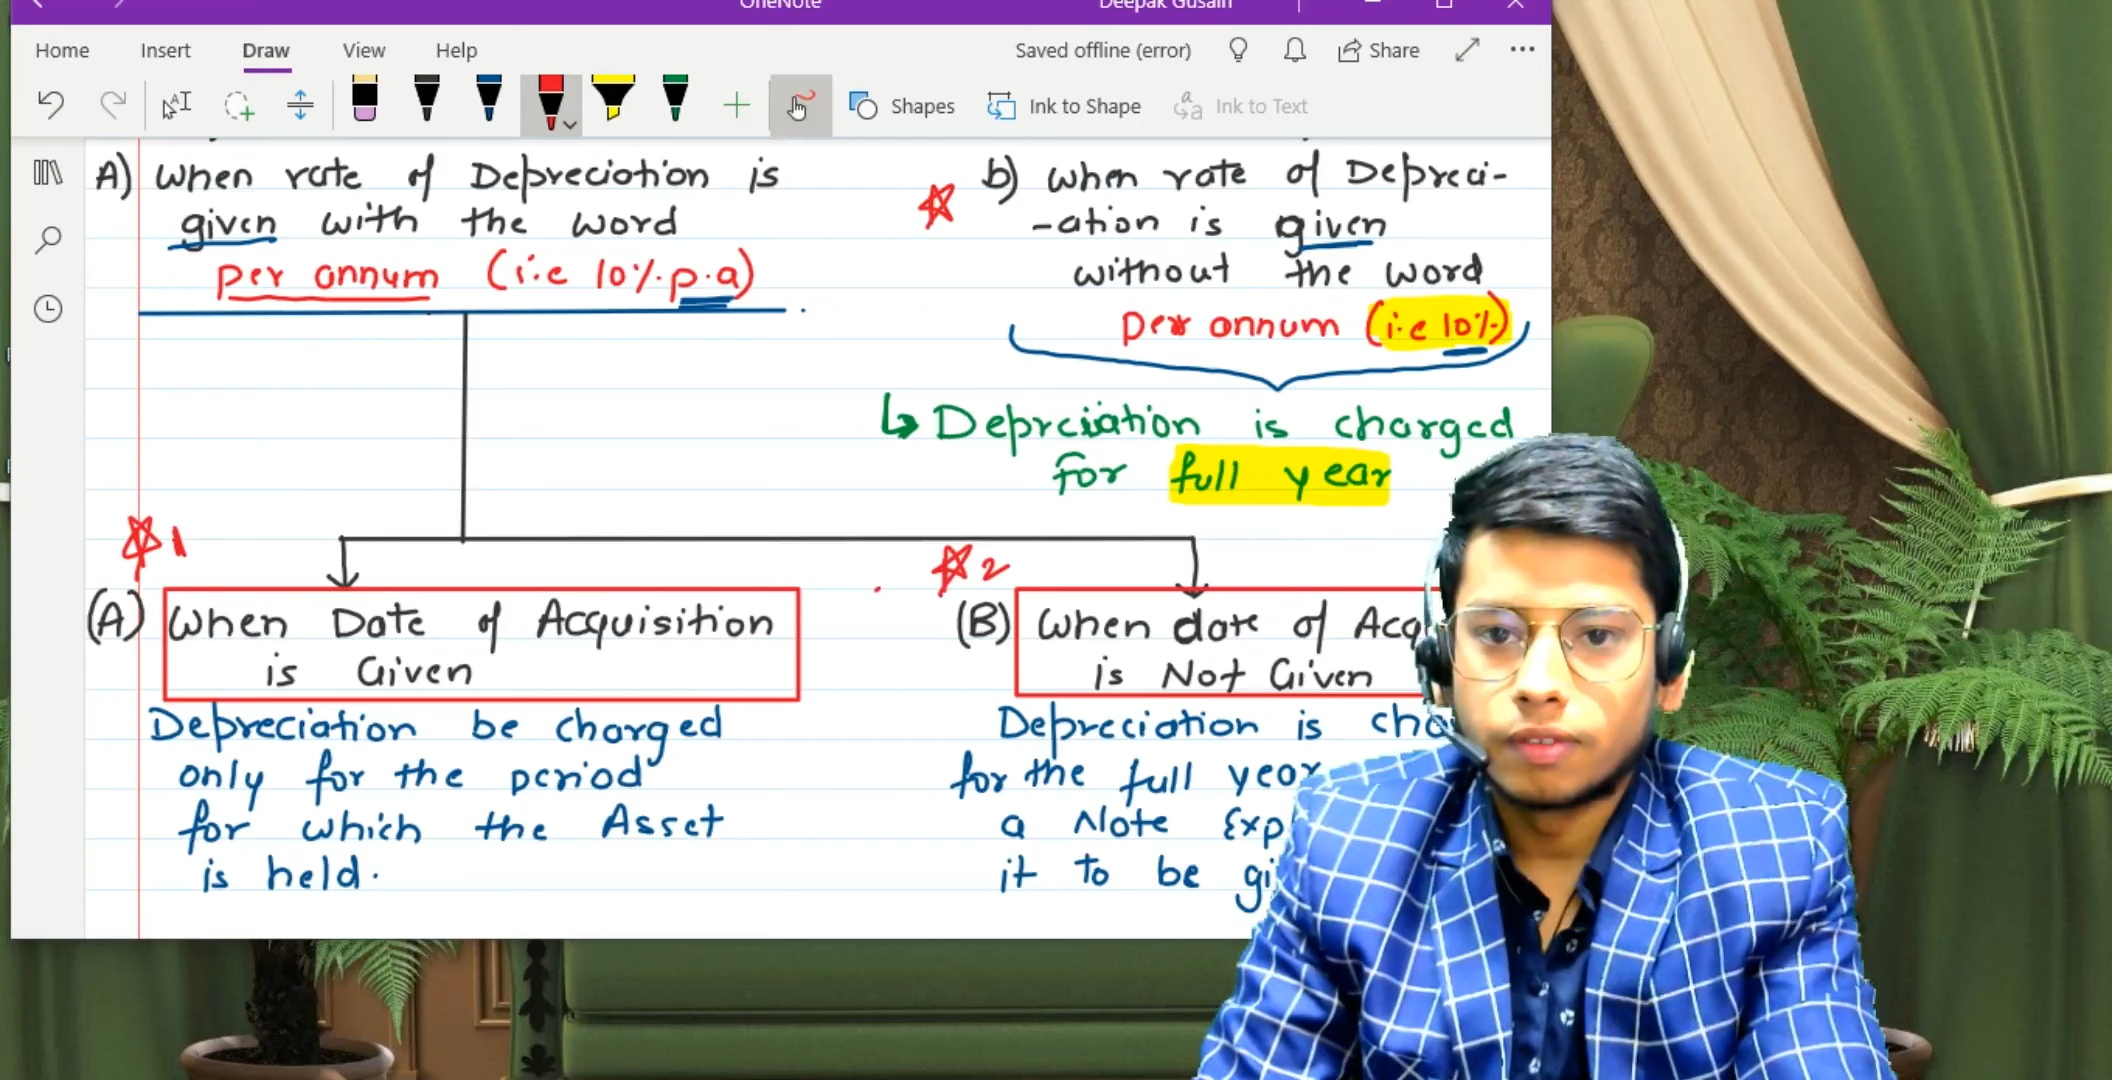 OneNote
Deepak Gusain
Home Insert Draw View Help
Saved offline (error) Share
Shapes Ink to Shape Ink to Text
A) When rate of Depreciation is
given with the word
per annum (i.e 10%.p.a)
b) when rate of Depreci-
-ation is given
without the word
per annum (i.e 10%)
Depreciation is charged
for full year
1
(A) When Date of Acquisition
is Given
Depreciation be charged
only for the period
for which the Asset
is held.
2
(B) When date of Acq
is Not Given
Depreciation is cha
for the full year
a Note Exp
it to be gi